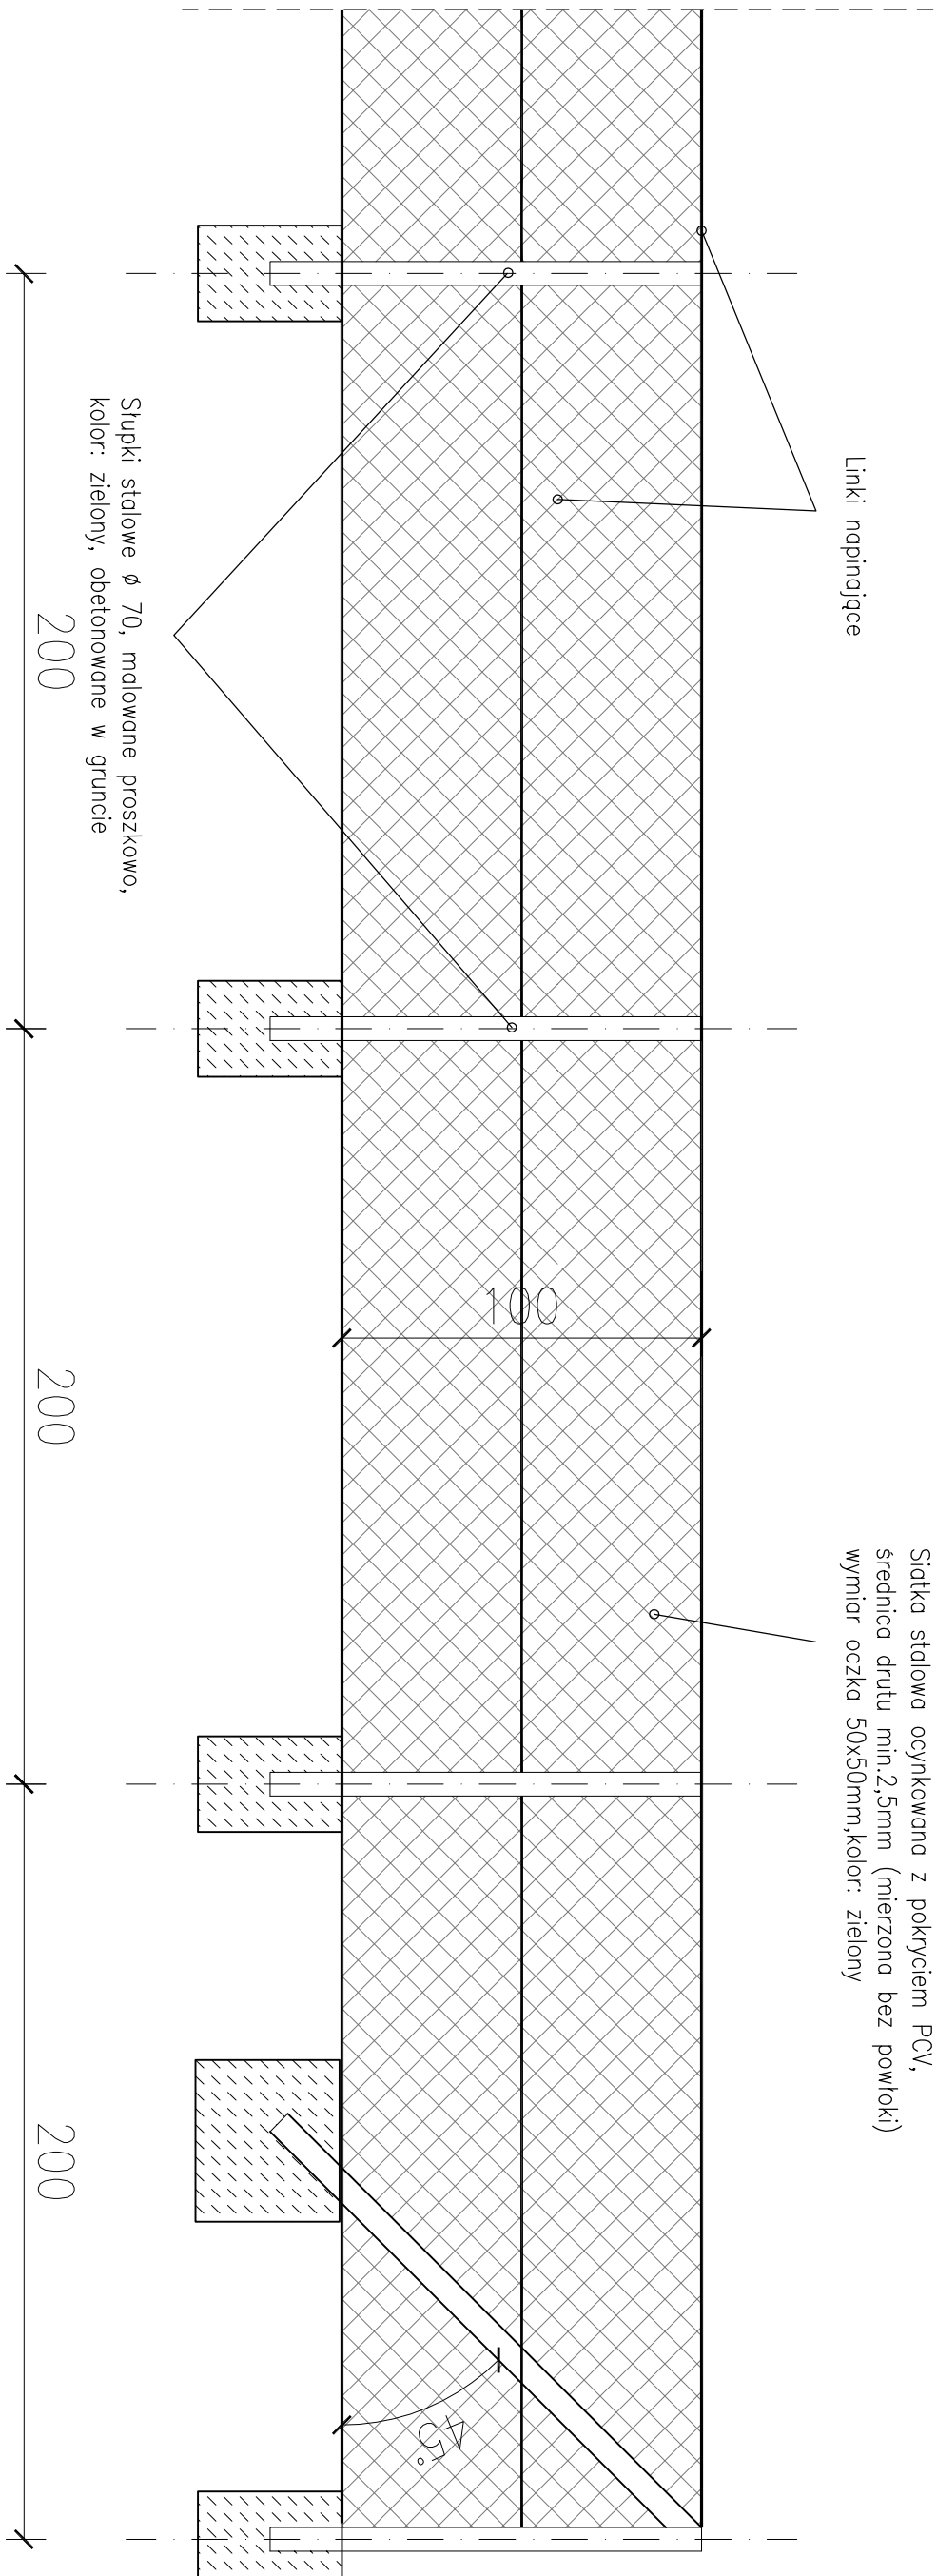 Linki napinające
Siatka stalowa ocynkowana z pokryciem PCV,
średnica drutu min.2,5mm (mierzona bez powłoki)
wymiar oczka 50x50mm,kolor: zielony
100
45°
Słupki stalowe ø 70, malowane proszkowo,
kolor: zielony, obetonowane w gruncie
200
200
200